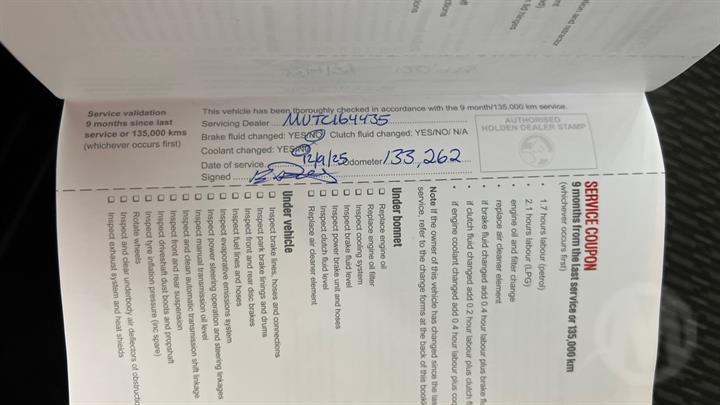 Service validation
9 months since last
service or 135,000 kms
(whichever occurs first)
This vehicle has been thoroughly checked in accordance with the 9 month/135,000 km service.
Servicing Dealer MVTC164435
Brake fluid changed: YES/NO Clutch fluid changed: YES/NO/ N/A
Coolant changed: YES/NO
Date of service 12/9/25 Odometer 133,262
Signed
AUTHORISED
HOLDEN DEALER STAMP
SERVICE COUPON
9 months from the last service or 135,000 km
(whichever occurs first)
• 1.7 hours labour (petrol)
• 2.1 hours labour (LPG)
• engine oil and filter change
• replace air cleaner element
• if brake fluid changed add 0.4 hour labour plus brake
• if clutch fluid changed add 0.2 hour labour plus clutch
• if engine coolant changed add 0.4 hour labour plus
Note If the owner of this vehicle has changed since the
service, refer to the change forms at the back of this
Under bonnet
Replace engine oil
Replace engine oil filter
Inspect cooling system
Inspect brake fluid level
Inspect power brake unit and hoses
Inspect clutch fluid level
Replace air cleaner element
Under vehicle
Inspect brake lines, hoses and connections
Inspect park brake linings and drums
Inspect front and rear disc brakes
Inspect fuel lines and hoses
Inspect evaporative emissions system
Inspect power steering operation and steering linkages
Inspect manual transmission oil level
Inspect and clean automatic transmission shift linkage
Inspect front and rear suspension
Inspect driveshaft dust boots and propshaft
Inspect tyre inflation pressure (inc spare)
Rotate wheels
Inspect and clear underbody air deflectors of
Inspect exhaust system and heat shields